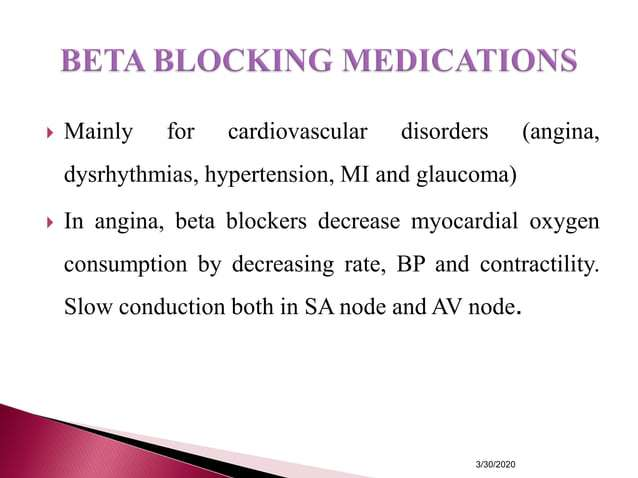 BETA BLOCKING MEDICATIONS
Mainly for cardiovascular disorders (angina,
dysrhythmias, hypertension, MI and glaucoma)
In angina, beta blockers decrease myocardial oxygen
consumption by decreasing rate, BP and contractility.
Slow conduction both in SA node and AV node.
3/30/2020